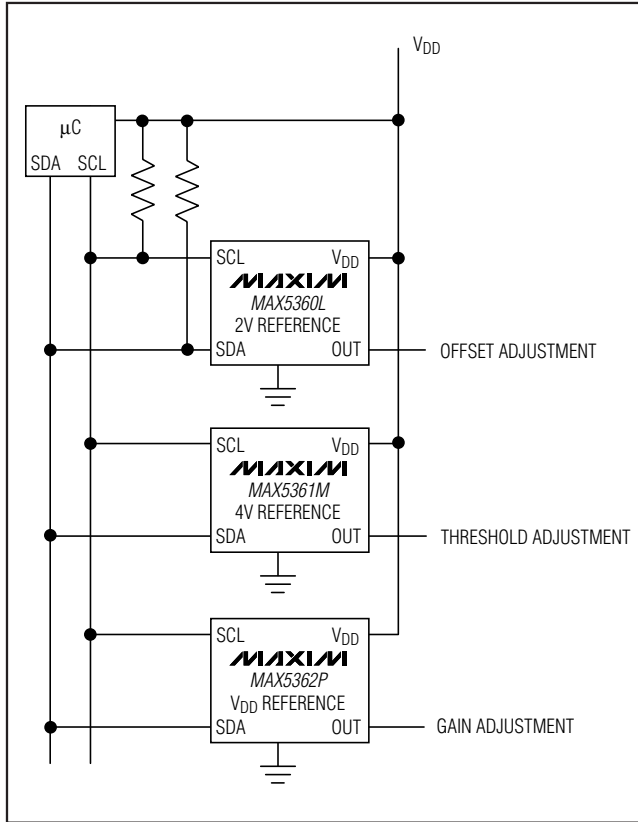 VDD
µC
SDA SCL
SCL VDD
MAXIM
MAX5360L
2V REFERENCE
SDA OUT
OFFSET ADJUSTMENT
SCL VDD
MAXIM
MAX5361M
4V REFERENCE
SDA OUT
THRESHOLD ADJUSTMENT
SCL VDD
MAXIM
MAX5362P
VDD REFERENCE
SDA OUT
GAIN ADJUSTMENT